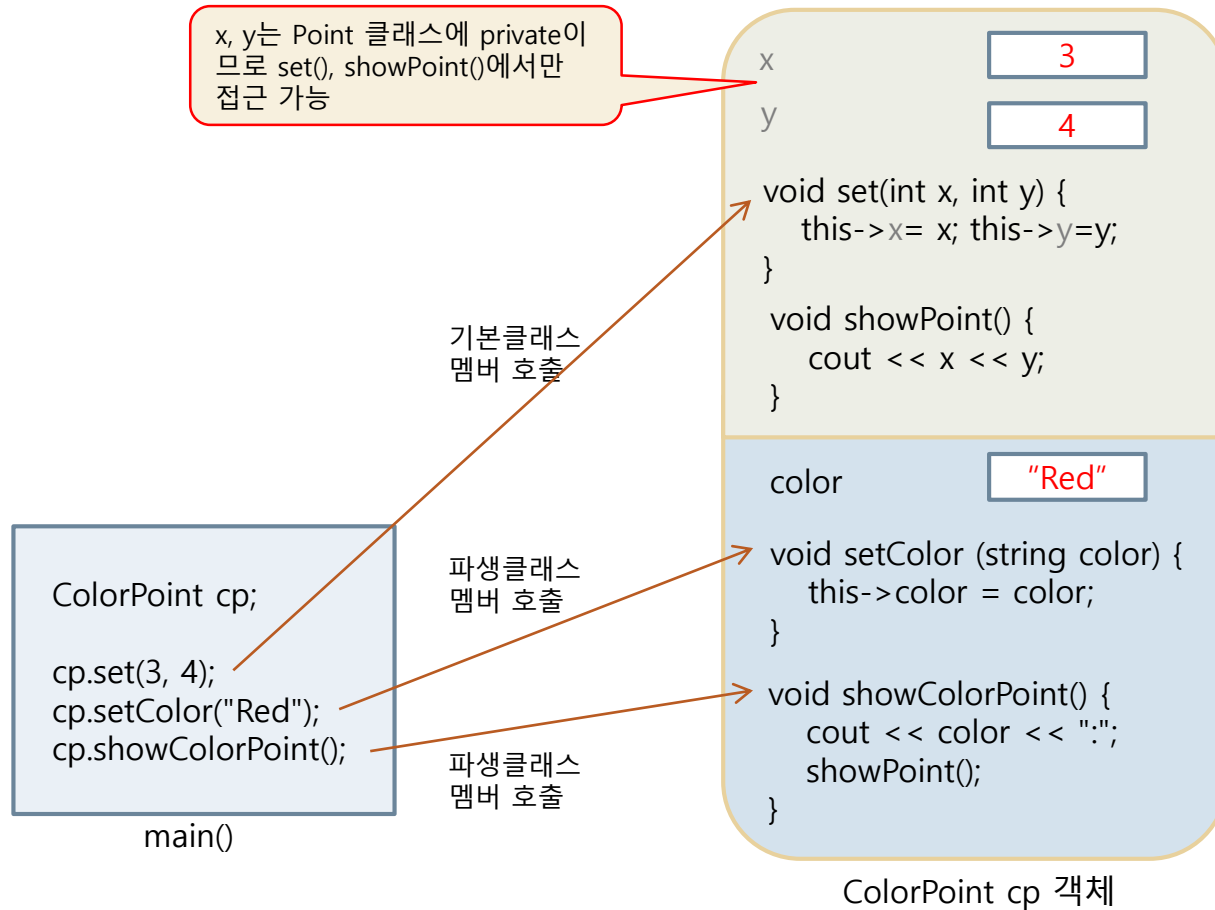 x, y는 Point 클래스에 private이
므로 set(), showPoint()에서만
접근 가능
x
3
y
4
void set(int x, int y) {
this->x= x; this->y=y;
}
void showPoint() {
cout << x << y;
}
기본클래스
멤버 호출
color
"Red"
void setColor (string color) {
this->color = color;
}
파생클래스
멤버 호출
ColorPoint cp;
cp.set(3, 4);
cp.setColor("Red");
cp.showColorPoint();
void showColorPoint() {
cout << color << ":";
showPoint();
}
파생클래스
멤버 호출
main()
ColorPoint cp 객체